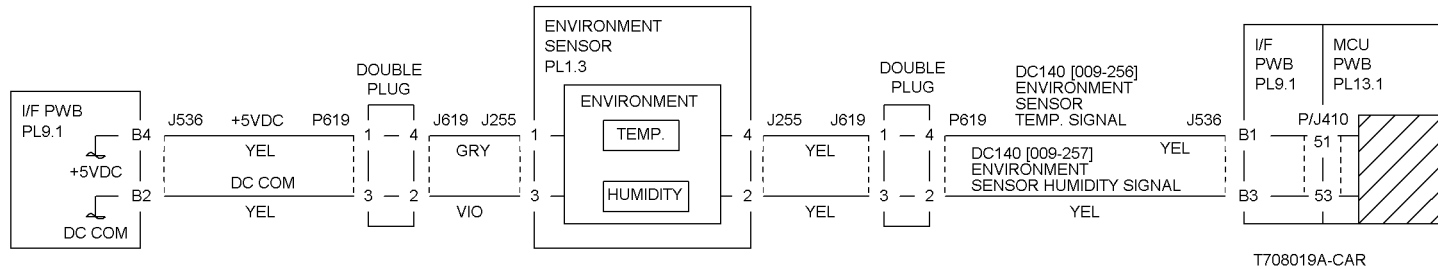 I/F PWB
PL9.1
B4
+5VDC
B2
DC COM
J536
+5VDC
P619
YEL
DC COM
YEL
DOUBLE
PLUG
1
4
3
2
J619
J255
GRY
VIO
ENVIRONMENT
SENSOR
PL1.3
ENVIRONMENT
TEMP.
HUMIDITY
1
4
3
2
J255
J619
YEL
YEL
DOUBLE
PLUG
1
4
3
2
P619
DC140 [009-256]
ENVIRONMENT
SENSOR
TEMP. SIGNAL
J536
YEL
DC140 [009-257]
ENVIRONMENT
SENSOR HUMIDITY SIGNAL
YEL
I/F
PWB
PL9.1
MCU
PWB
PL13.1
P/J410
B1
51
B3
53
T708019A-CAR